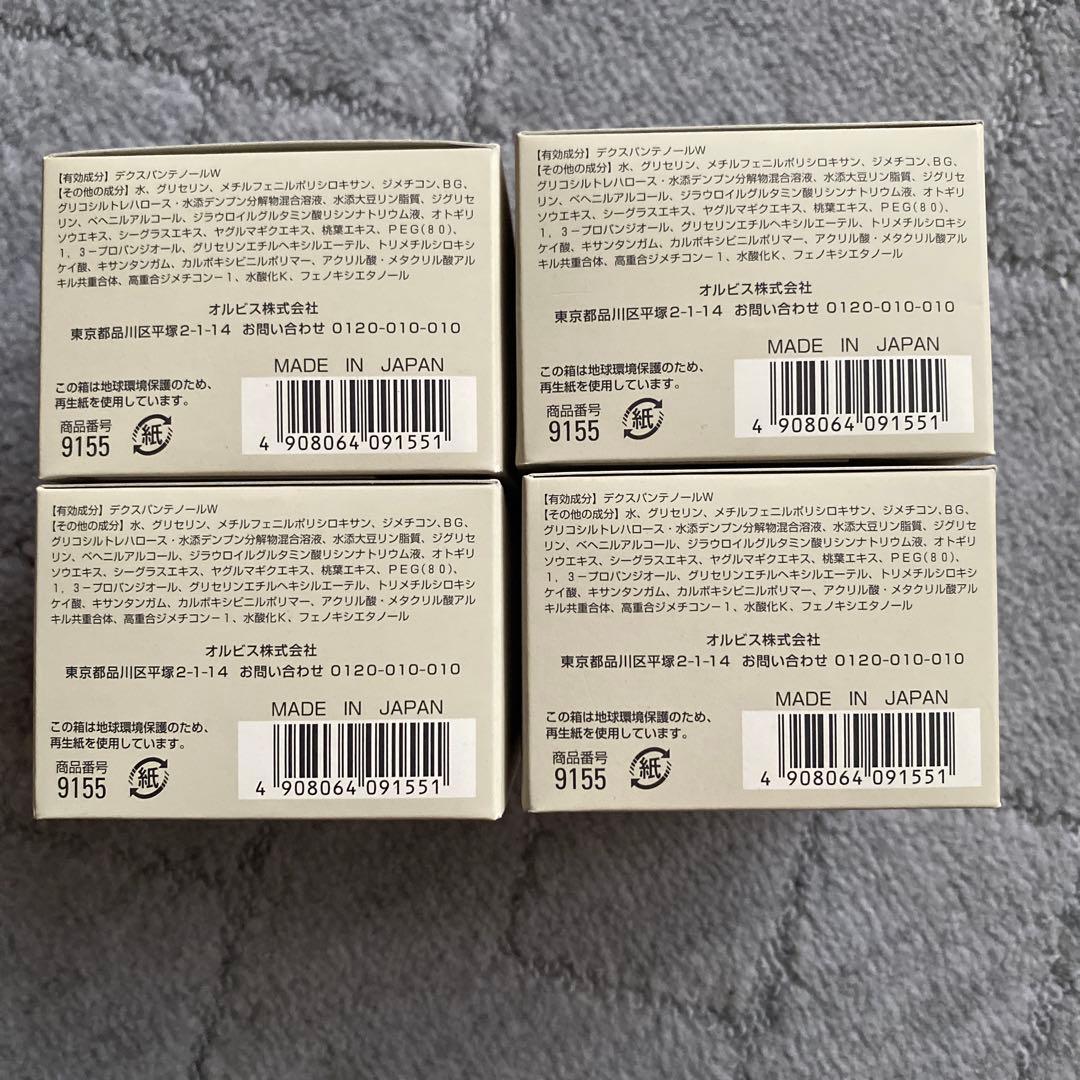 【有効成分】デクスパンテノールW
【その他の成分】水、グリセリン、メチルフェニルポリシロキサン、ジメチコン、BG、
グリコシルトレハロース・水添デンプン分解物混合溶液、水添大豆リン脂質、ジグリセ
リン、ベヘニルアルコール、ジラウロイルグルタミン酸リシンナトリウム液、オトギリ
ソウエキス、シーグラスエキス、ヤグルマギクエキス、桃葉エキス、PEG(80)、
1,3-プロパンジオール、グリセリンエチルヘキシルエーテル、トリメチルシロキシ
ケイ酸、キサンタンガム、カルボキシビニルポリマー、アクリル酸・メタクリル酸アル
キル共重合体、高重合ジメチコン-1、水酸化K、フェノキシエタノール
オルビス株式会社
東京都品川区平塚2-1-14 お問い合わせ 0120-010-010
MADE IN JAPAN
この箱は地球環境保護のため、
再生紙を使用しています。
商品番号
9155
紙
4 908064 091551
【有効成分】デクスパンテノールW
【その他の成分】水、グリセリン、メチルフェニルポリシロキサン、ジメチコン、BG、
グリコシルトレハロース・水添デンプン分解物混合溶液、水添大豆リン脂質、ジグリセ
リン、ベヘニルアルコール、ジラウロイルグルタミン酸リシンナトリウム液、オトギリ
ソウエキス、シーグラスエキス、ヤグルマギクエキス、桃葉エキス、PEG(80)、
1,3-プロパンジオール、グリセリンエチルヘキシルエーテル、トリメチルシロキシ
ケイ酸、キサンタンガム、カルボキシビニルポリマー、アクリル酸・メタクリル酸アル
キル共重合体、高重合ジメチコン-1、水酸化K、フェノキシエタノール
オルビス株式会社
東京都品川区平塚2-1-14 お問い合わせ 0120-010-010
MADE IN JAPAN
この箱は地球環境保護のため、
再生紙を使用しています。
商品番号
9155
紙
4 908064 091551
【有効成分】デクスパンテノールW
【その他の成分】水、グリセリン、メチルフェニルポリシロキサン、ジメチコン、BG、
グリコシルトレハロース・水添デンプン分解物混合溶液、水添大豆リン脂質、ジグリセ
リン、ベヘニルアルコール、ジラウロイルグルタミン酸リシンナトリウム液、オトギリ
ソウエキス、シーグラスエキス、ヤグルマギクエキス、桃葉エキス、PEG(80)、
1,3-プロパンジオール、グリセリンエチルヘキシルエーテル、トリメチルシロキシ
ケイ酸、キサンタンガム、カルボキシビニルポリマー、アクリル酸・メタクリル酸アル
キル共重合体、高重合ジメチコン-1、水酸化K、フェノキシエタノール
オルビス株式会社
東京都品川区平塚2-1-14 お問い合わせ 0120-010-010
MADE IN JAPAN
この箱は地球環境保護のため、
再生紙を使用しています。
商品番号
9155
紙
4 908064 091551
【有効成分】デクスパンテノールW
【その他の成分】水、グリセリン、メチルフェニルポリシロキサン、ジメチコン、BG、
グリコシルトレハロース・水添デンプン分解物混合溶液、水添大豆リン脂質、ジグリセ
リン、ベヘニルアルコール、ジラウロイルグルタミン酸リシンナトリウム液、オトギリ
ソウエキス、シーグラスエキス、ヤグルマギクエキス、桃葉エキス、PEG(80)、
1,3-プロパンジオール、グリセリンエチルヘキシルエーテル、トリメチルシロキシ
ケイ酸、キサンタンガム、カルボキシビニルポリマー、アクリル酸・メタクリル酸アル
キル共重合体、高重合ジメチコン-1、水酸化K、フェノキシエタノール
オルビス株式会社
東京都品川区平塚2-1-14 お問い合わせ 0120-010-010
MADE IN JAPAN
この箱は地球環境保護のため、
再生紙を使用しています。
商品番号
9155
紙
4 908064 091551